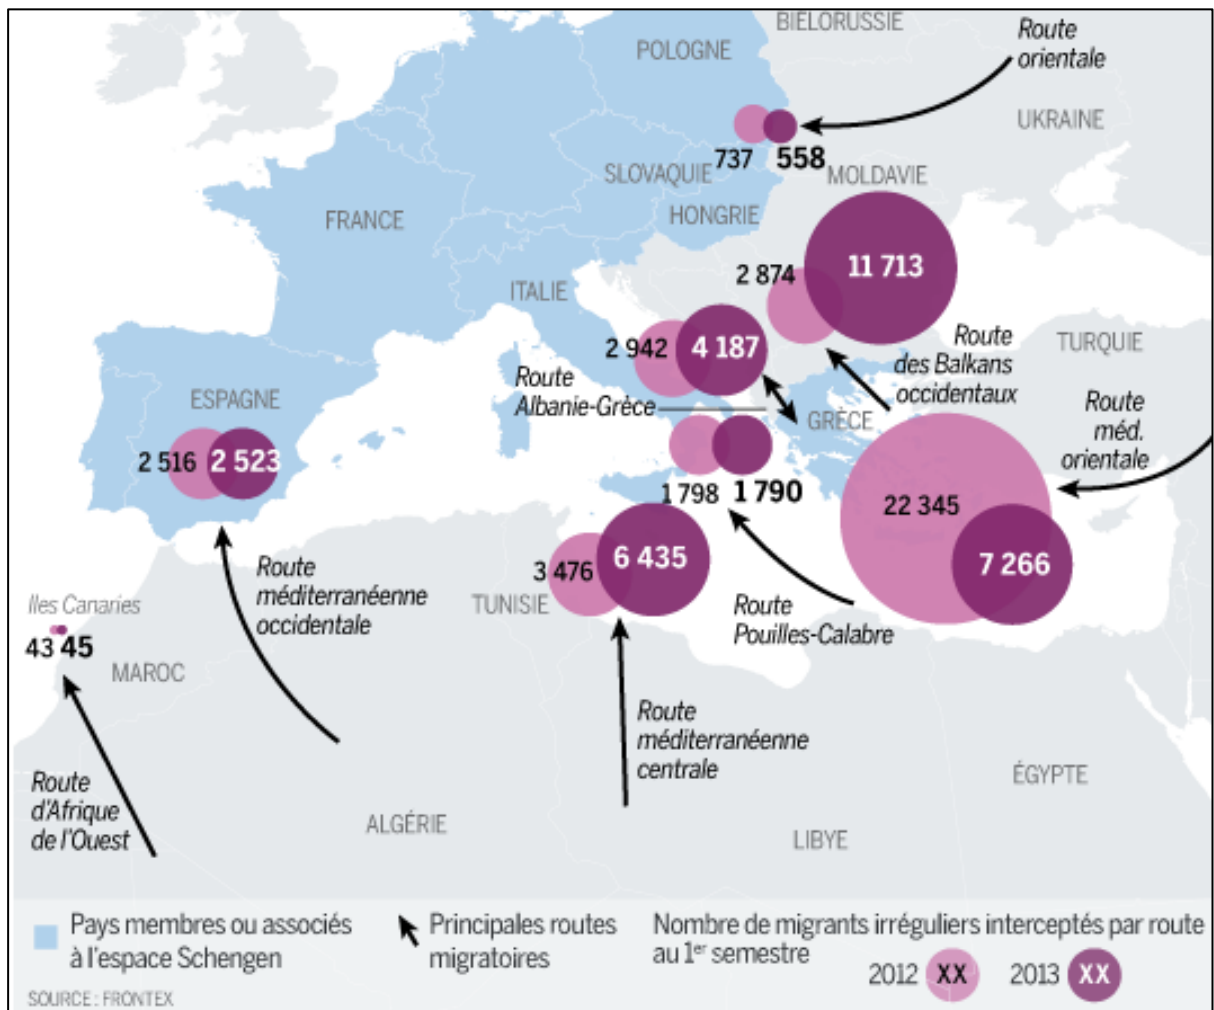 BIÉLORUSSIE
Route
orientale
POLOGNE
UKRAINE
737
558
SLOVAQUIE
MOLDAVIE
HONGRIE
FRANCE
2 874
11 713
ITALIE
2 942
4 187
Route
des Balkans
occidentaux
TURQUIE
Route
Albanie-Grèce
ESPAGNE
GRÈCE
Route
méd.
orientale
2 516
2 523
1 798
1 790
22 345
7 266
3 476
6 435
Route
méditerranéenne
occidentale
TUNISIE
Route
Pouilles-Calabre
Iles Canaries
43
45
MAROC
Route
méditerranéenne
centrale
Route
d'Afrique
de l'Ouest
ALGÉRIE
LIBYE
ÉGYPTE
Pays membres ou associés
à l'espace Schengen
Principales routes
migratoires
Nombre de migrants irréguliers interceptés par route
au 1er semestre
2012 XX 2013 XX
SOURCE : FRONTEX